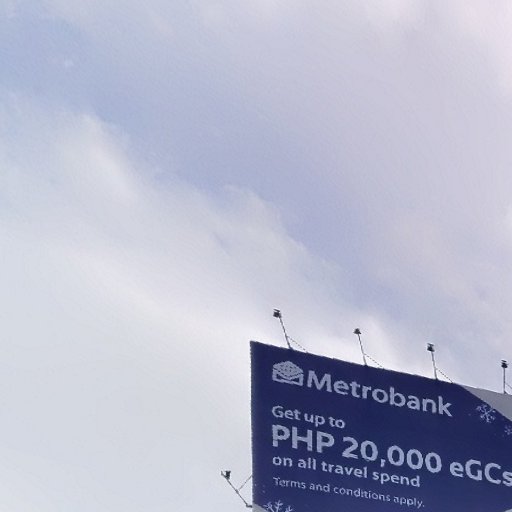 Metrobank
Get up to
PHP 20,000 eGCs
on all travel spend
Terms and conditions apply.